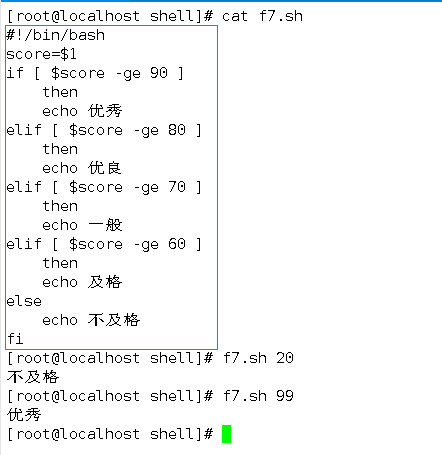 [root@localhost shell]# cat f7.sh
#!/bin/bash
score=$1
if [ $score -ge 90 ]
    then
    echo 优秀
elif [ $score -ge 80 ]
    then
    echo 优良
elif [ $score -ge 70 ]
    then
    echo 一般
elif [ $score -ge 60 ]
    then
    echo 及格
else
    echo 不及格
fi
[root@localhost shell]# f7.sh 20
不及格
[root@localhost shell]# f7.sh 99
优秀
[root@localhost shell]#